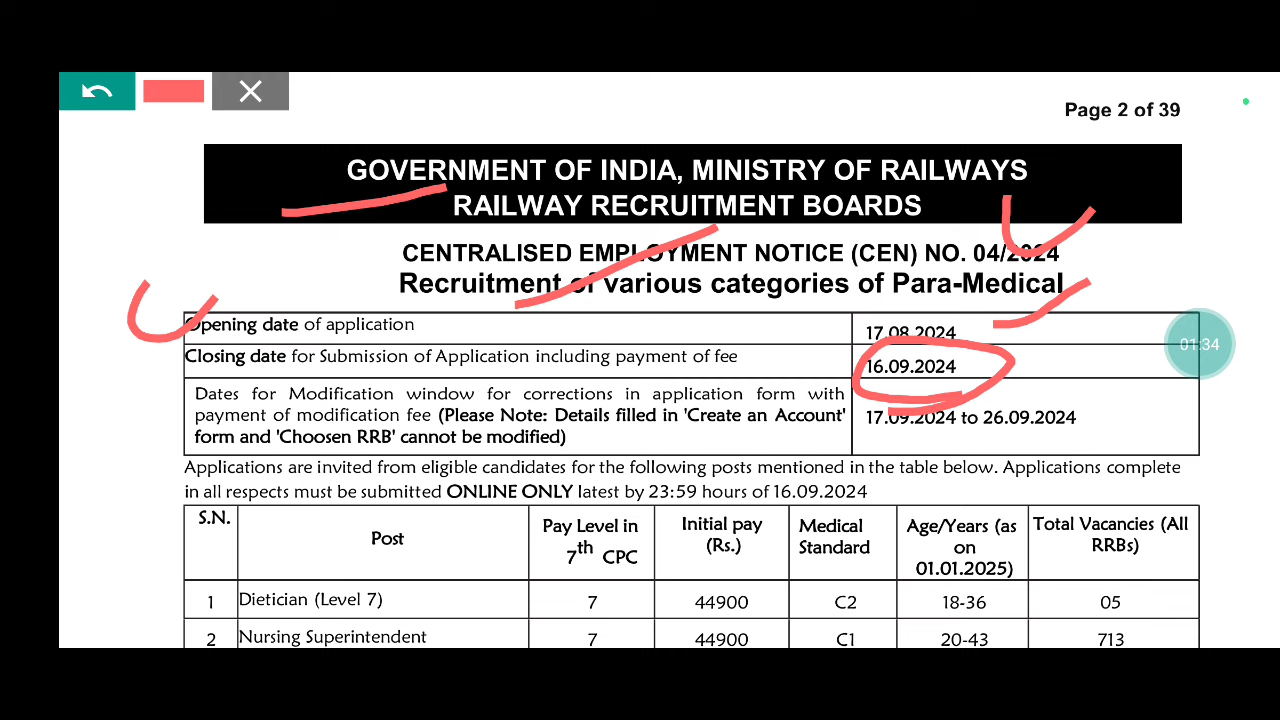 Page 2 of 39
GOVERNMENT OF INDIA, MINISTRY OF RAILWAYS
RAILWAY RECRUITMENT BOARDS
CENTRALISED EMPLOYMENT NOTICE (CEN) NO. 04/2024
Recruitment of various categories of Para-Medical
Opening date of application 17.08.2024
Closing date for Submission of Application including payment of fee 16.09.2024
01:34
Dates for Modification window for corrections in application form with
payment of modification fee (Please Note: Details filled in 'Create an Account' 17.09.2024 to 26.09.2024
form and 'Choosen RRB' cannot be modified)
Applications are invited from eligible candidates for the following posts mentioned in the table below. Applications complete
in all respects must be submitted ONLINE ONLY latest by 23:59 hours of 16.09.2024
S.N. Post Pay Level in 7th CPC Initial pay (Rs.) Medical Standard Age/Years (as on 01.01.2025) Total Vacancies (All RRBs)
1 Dietician (Level 7) 7 44900 C2 18-36 05
2 Nursing Superintendent 7 44900 C1 20-43 713